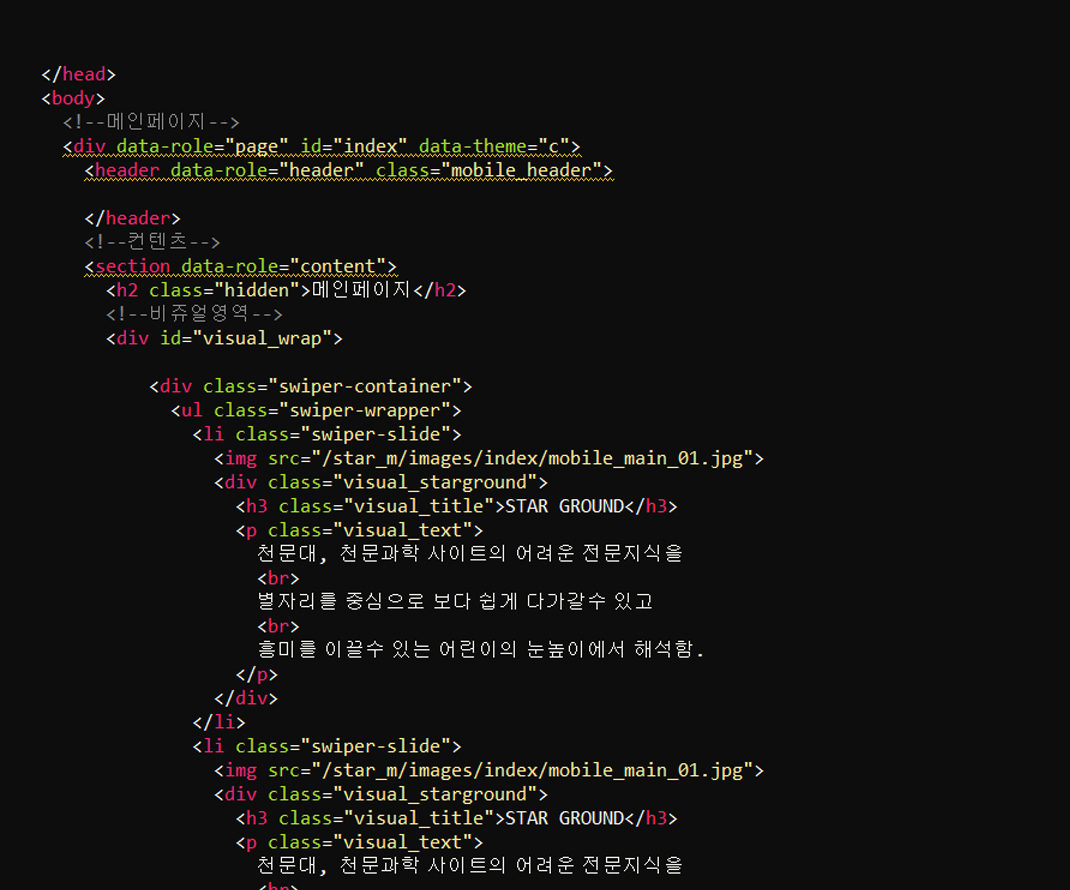 </head>
<body>
<!--메인페이지-->
<div data-role="page" id="index" data-theme="c">
<header data-role="header" class="mobile_header">
</header>
<!--컨텐츠-->
<section data-role="content">
<h2 class="hidden">메인페이지</h2>
<!--비쥬얼영역-->
<div id="visual_wrap">
<div class="swiper-container">
<ul class="swiper-wrapper">
<li class="swiper-slide">
<img src="/star_m/images/index/mobile_main_01.jpg">
<div class="visual_starground">
<h3 class="visual_title">STAR GROUND</h3>
<p class="visual_text">
천문대, 천문과학 사이트의 어려운 전문지식을
<br>
별자리를 중심으로 보다 쉽게 다가갈수 있고
<br>
흥미를 이끌수 있는 어린이의 눈높이에서 해석함.
</p>
</div>
</li>
<li class="swiper-slide">
<img src="/star_m/images/index/mobile_main_01.jpg">
<div class="visual_starground">
<h3 class="visual_title">STAR GROUND</h3>
<p class="visual_text">
천문대, 천문과학 사이트의 어려운 전문지식을
<br>